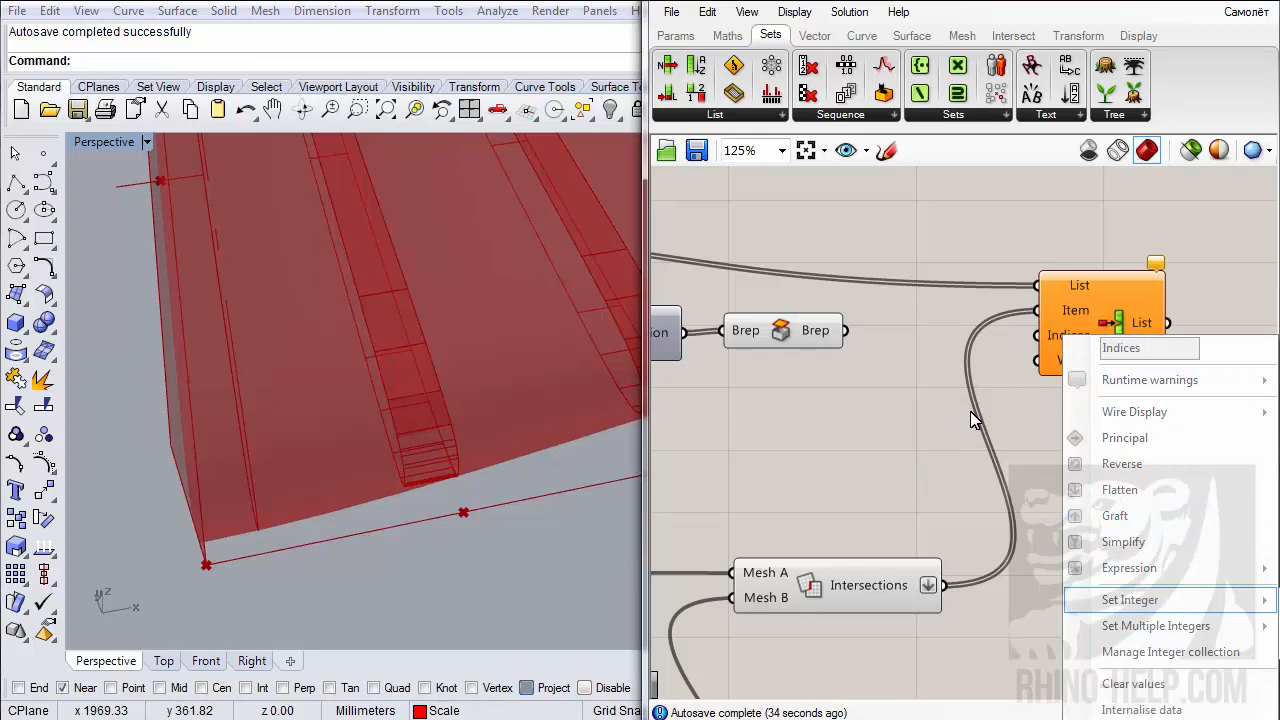 File Edit View Curve Surface Solid Mesh Dimension Transform Tools Analyze Render Panels
Autosave completed successfully
Command:
Standard CPlanes Set View Display Select Viewport Layout Visibility Transform Curve Tools Surface To
Perspective
z
x
Perspective Top Front Right
End Near Point Mid Cen Int Perp Tan Quad Knot Vertex Project Disable
CPlane x 1969.33 y 361.82 z 0.00 Millimeters Scale Grid Snap
File Edit View Display Solution Help Самолёт
Params Maths Sets Vector Curve Surface Mesh Intersect Transform Display
List Sequence Sets Text Tree
125%
List
Item
Indic
List
ion
Brep Brep
Mesh A
Mesh B
Intersections
Indices
Runtime warnings
Wire Display
Principal
Reverse
Flatten
Graft
Simplify
Expression
Set Integer
Set Multiple Integers
Manage Integer collection
Clear values
Internalise data
RHINO-HELP.COM
Autosave complete (34 seconds ago)